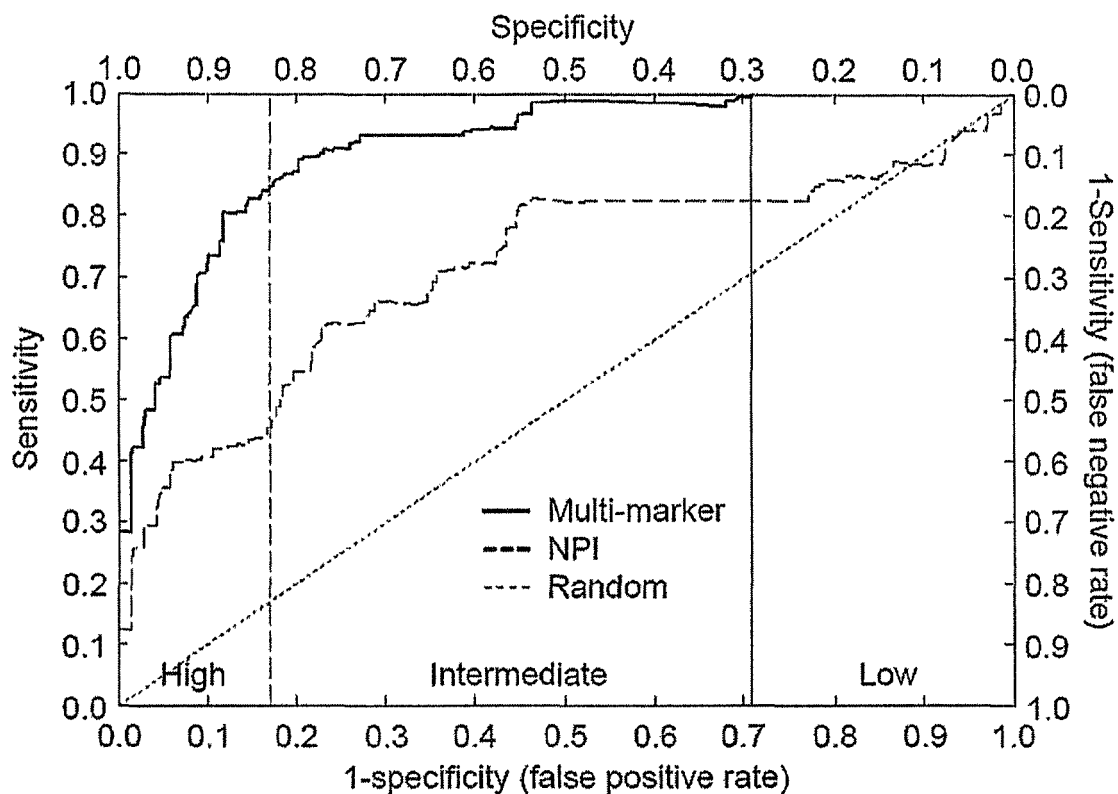 Specificity
1.0 0.9 0.8 0.7 0.6 0.5 0.4 0.3 0.2 0.1 0.0
1.0 0.9 0.8 0.7 0.6 0.5 0.4 0.3 0.2 0.1 0.0
Sensitivity
0.0 0.1 0.2 0.3 0.4 0.5 0.6 0.7 0.8 0.9 1.0
1-Sensitivity (false negative rate)
Multi-marker
NPI
Random
High Intermediate Low
0.0 0.1 0.2 0.3 0.4 0.5 0.6 0.7 0.8 0.9 1.0
1-specificity (false positive rate)